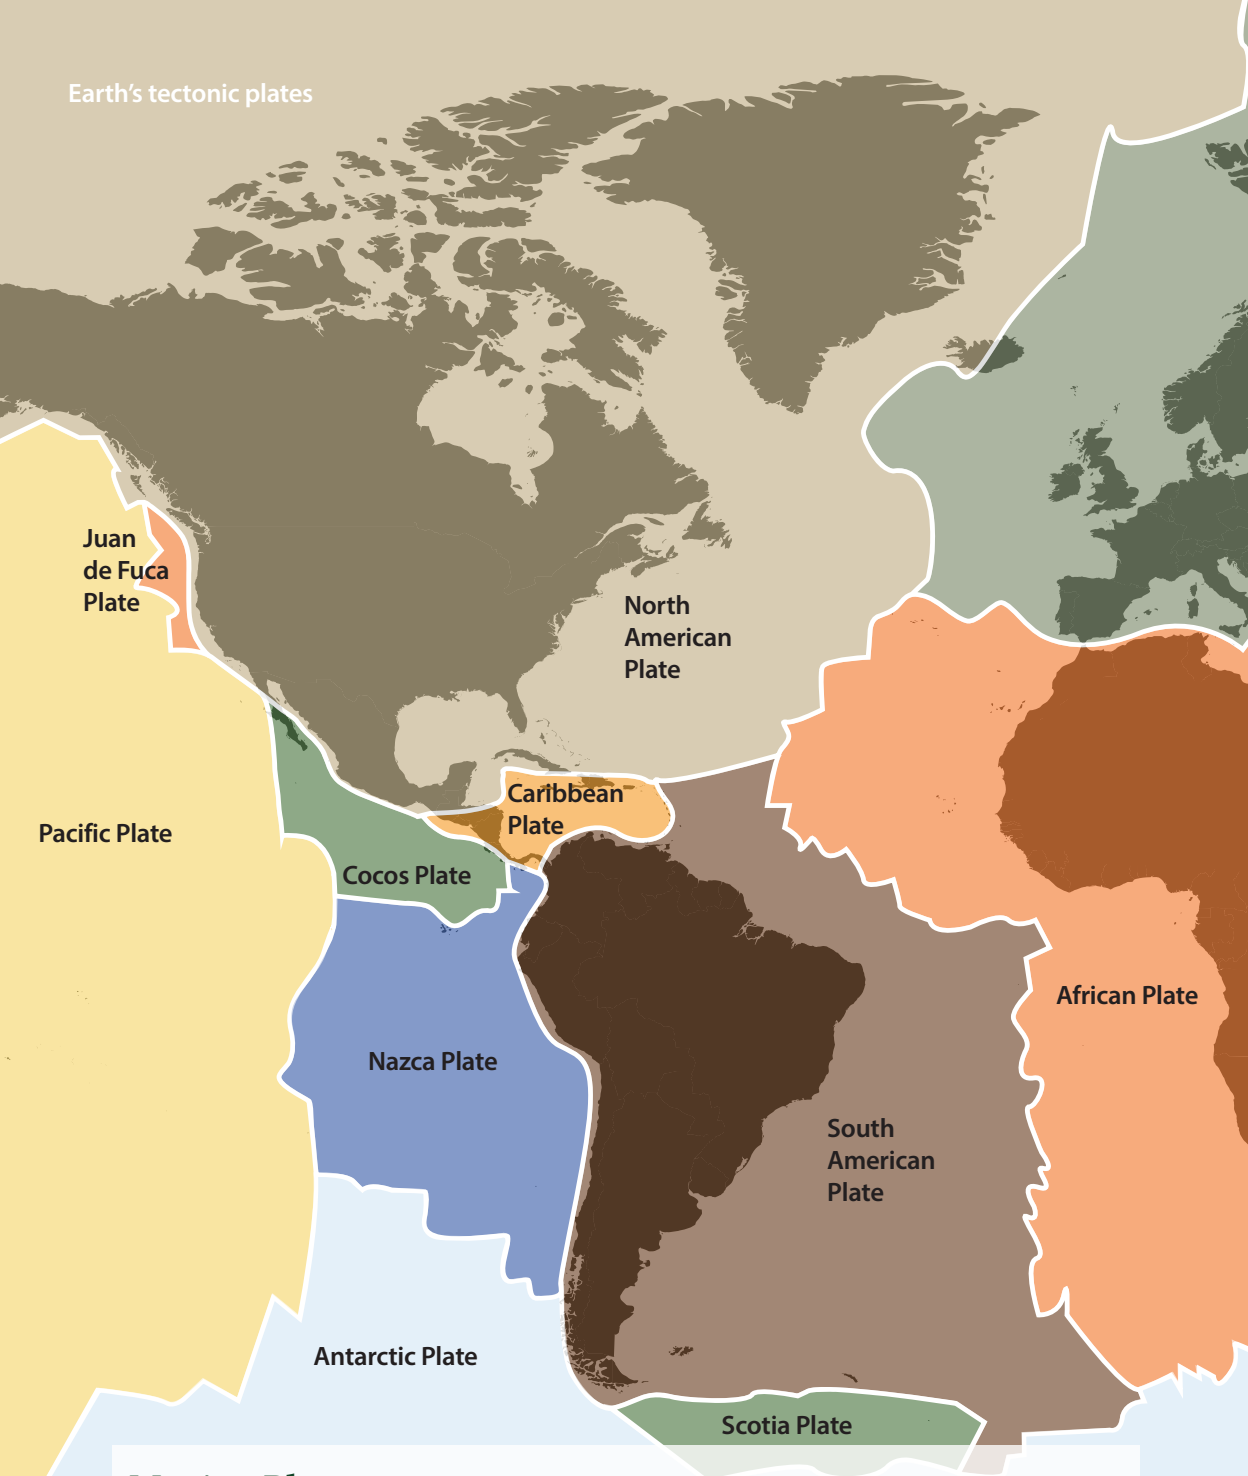 Earth's tectonic plates
Juan
de Fuca
Plate
North
American
Plate
Caribbean
Plate
Pacific Plate
Cocos Plate
African Plate
Nazca Plate
South
American
Plate
Antarctic Plate
Scotia Plate